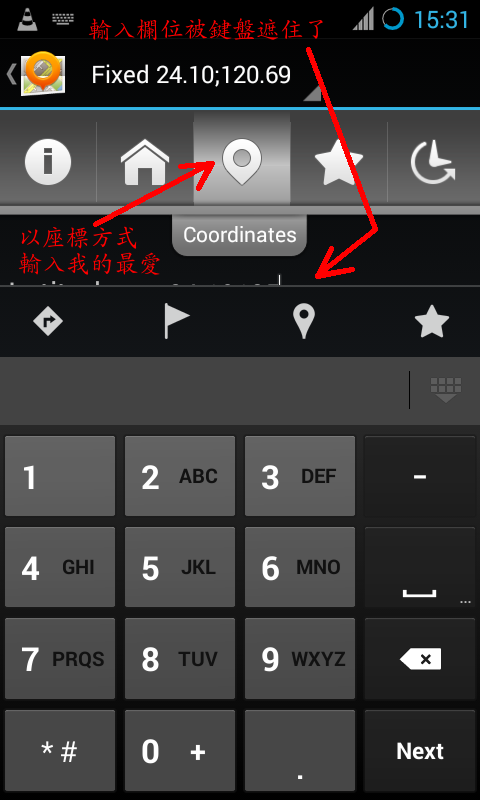 輸入欄位被鍵盤遮住了
15:31
Fixed 24.10;120.69
以座標方式
輸入我的最愛
Coordinates
1
2 ABC
3 DEF
-
4 GHI
5 JKL
6 MNO
...
7 PRQS
8 TUV
9 WXYZ
* #
0 +
.
Next